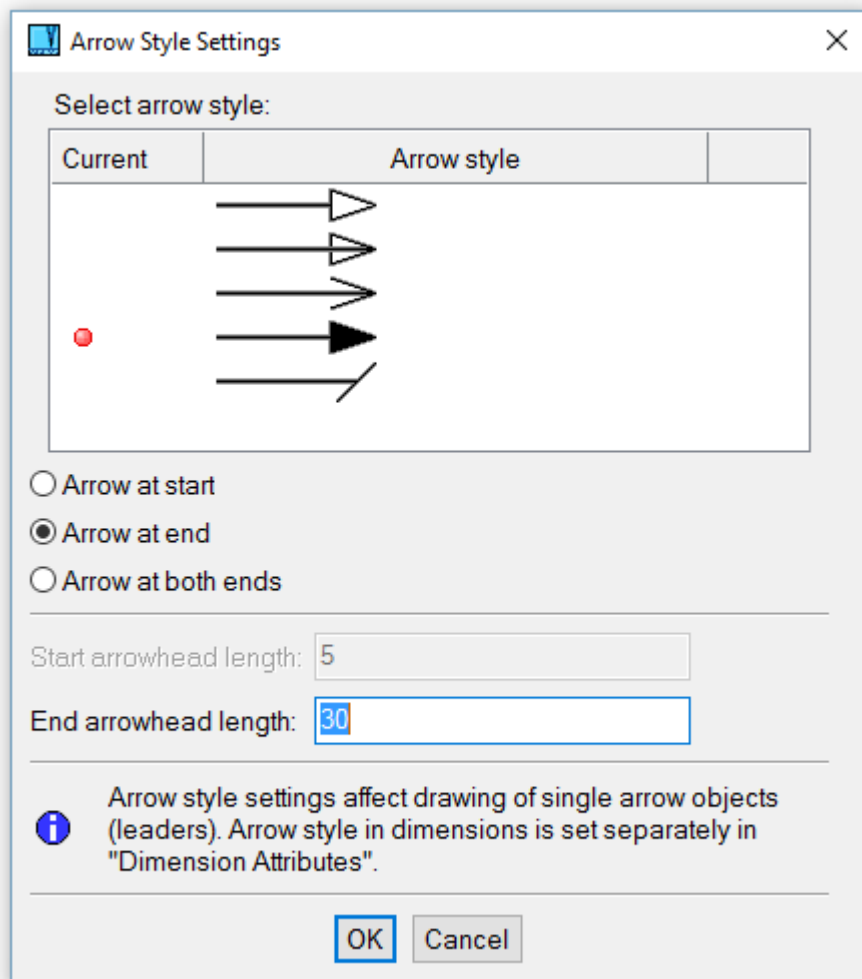 Arrow Style Settings
Select arrow style:
Current Arrow style
Arrow at start
Arrow at end
Arrow at both ends
Start arrowhead length: 5
End arrowhead length: 30
Arrow style settings affect drawing of single arrow objects
(leaders). Arrow style in dimensions is set separately in
"Dimension Attributes".
OK Cancel